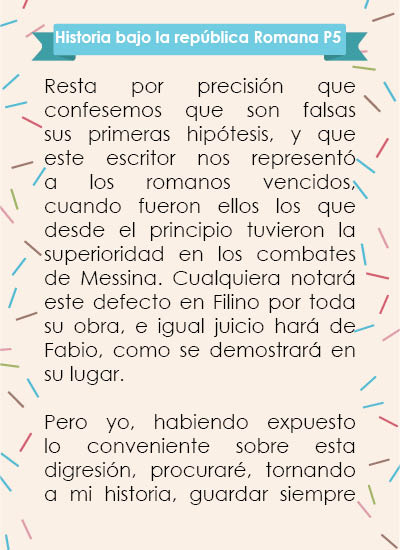 Historia bajo la república Romana P5
Resta por precisión que
confesemos que son falsas
sus primeras hipótesis, y que
este escritor nos representó
a los romanos vencidos,
cuando fueron ellos los que
desde el principio tuvieron la
superioridad en los combates
de Messina. Cualquiera notará
este defecto en Filino por toda
su obra, e igual juicio hará de
Fabio, como se demostrará en
su lugar.
Pero yo, habiendo expuesto
lo conveniente sobre esta
digresión, procuraré, tornando
a mi historia, guardar siempre